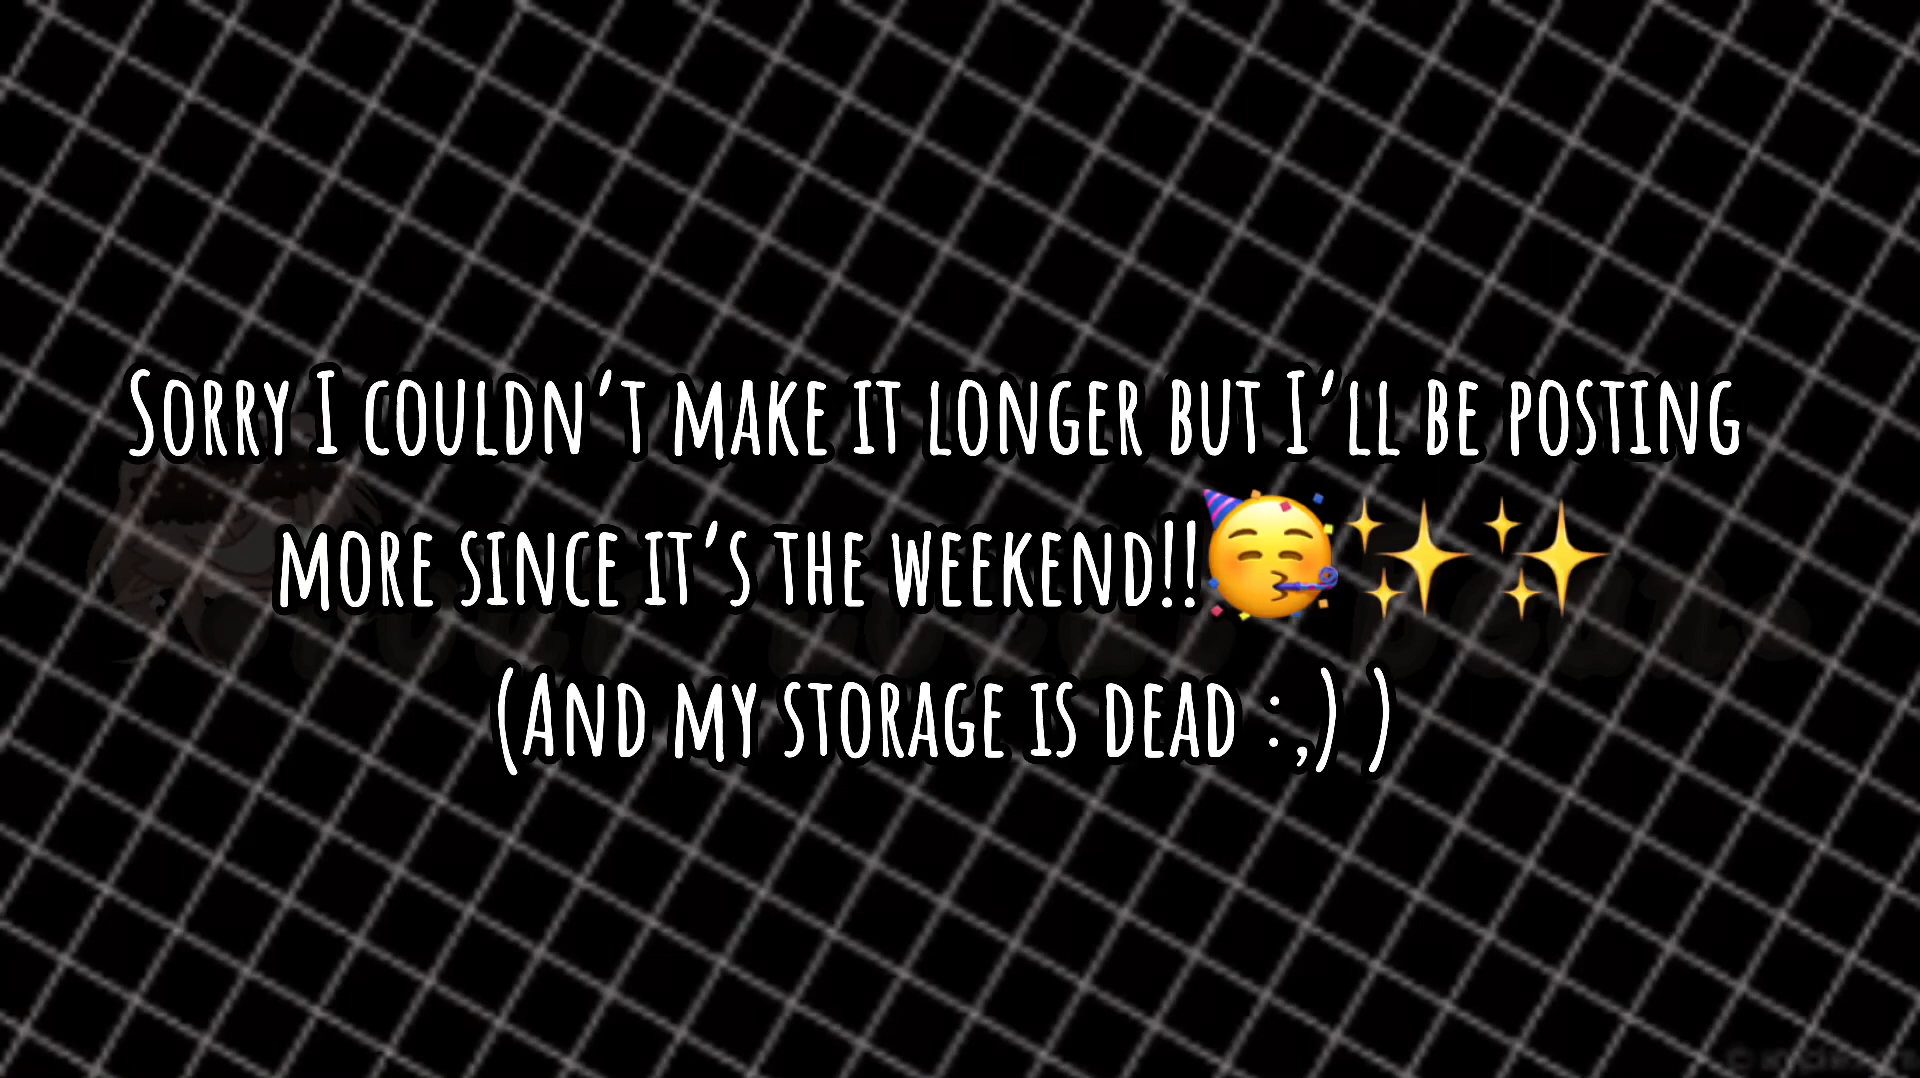 Sorry I couldn’t make it longer but I’ll be posting
more since it’s the weekend!!🥳✨✨
(And my storage is dead :,) )